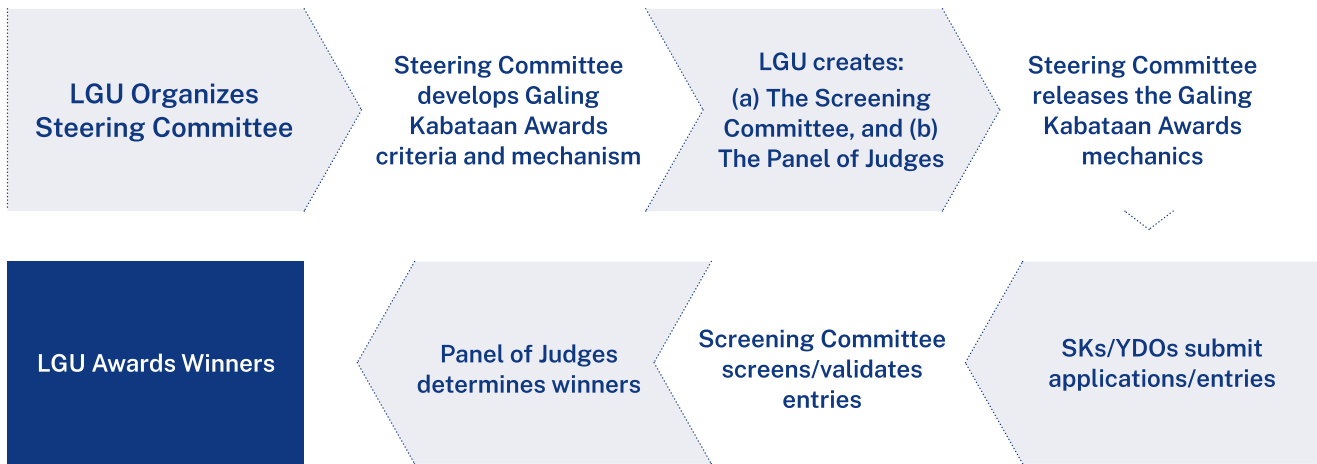 LGU Organizes
Steering Committee
Steering Committee
develops Galing
Kabataan Awards
criteria and mechanism
LGU creates:
(a) The Screening
Committee, and (b)
The Panel of Judges
Steering Committee
releases the Galing
Kabataan Awards
mechanics
SKs/YDOs submit
applications/entries
Screening Committee
screens/validates
entries
Panel of Judges
determines winners
LGU Awards Winners